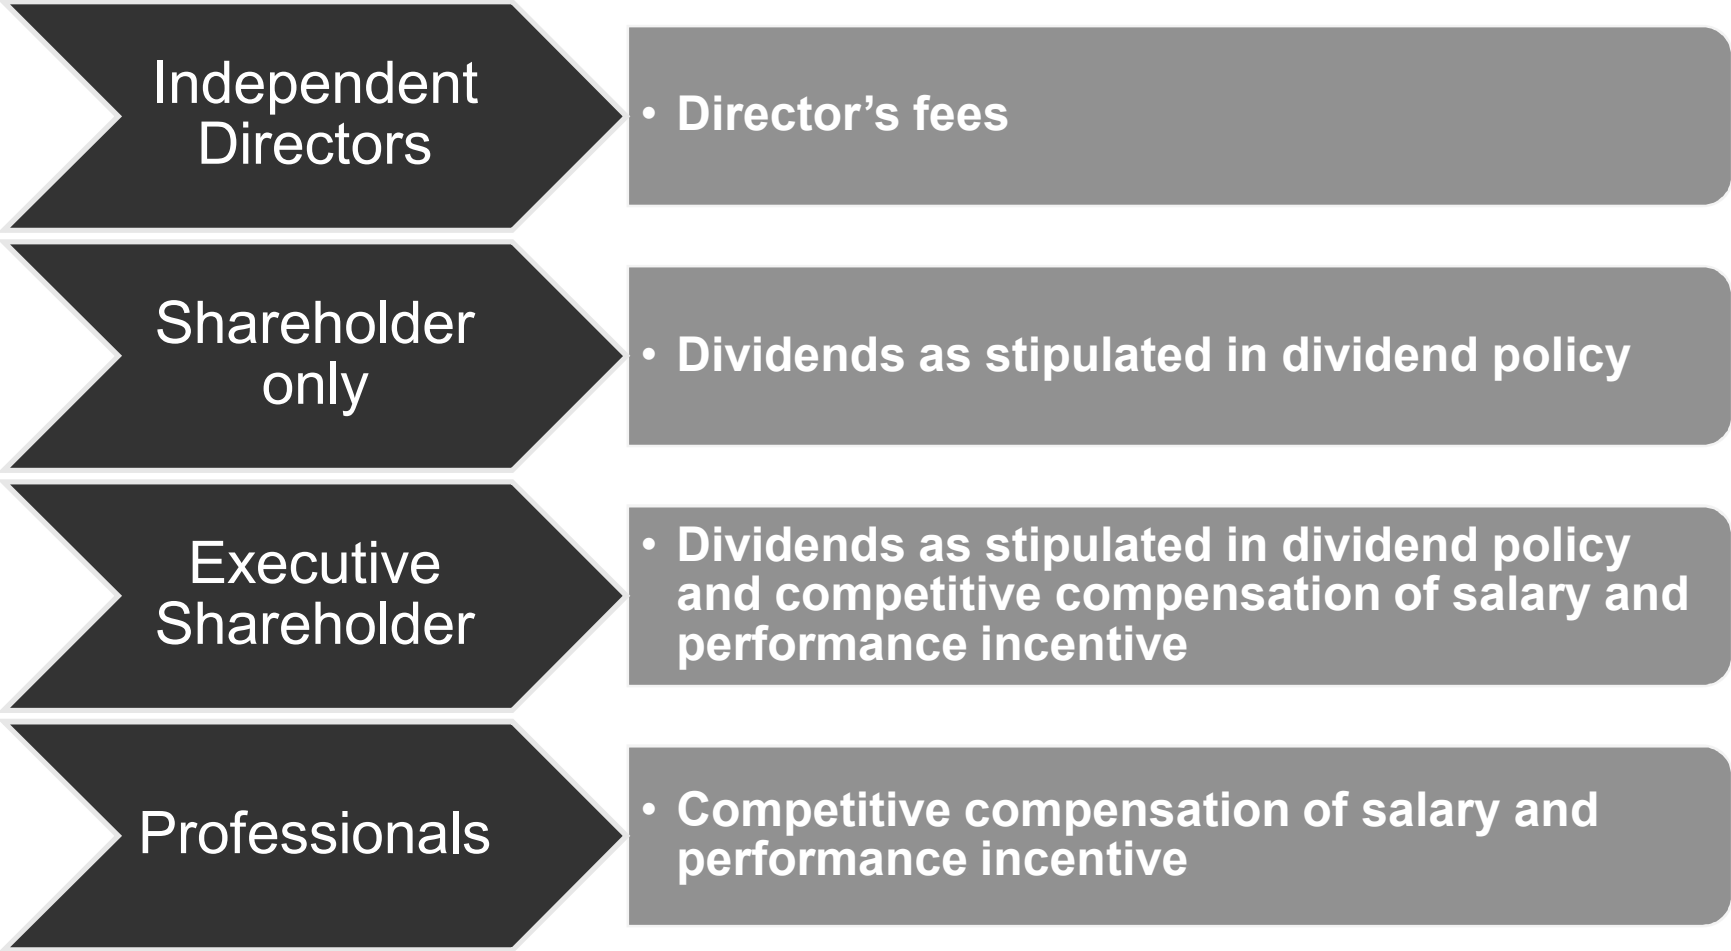 Independent
Directors
• Director’s fees
Shareholder
only
• Dividends as stipulated in dividend policy
Executive
Shareholder
• Dividends as stipulated in dividend policy
and competitive compensation of salary and
performance incentive
Professionals
• Competitive compensation of salary and
performance incentive